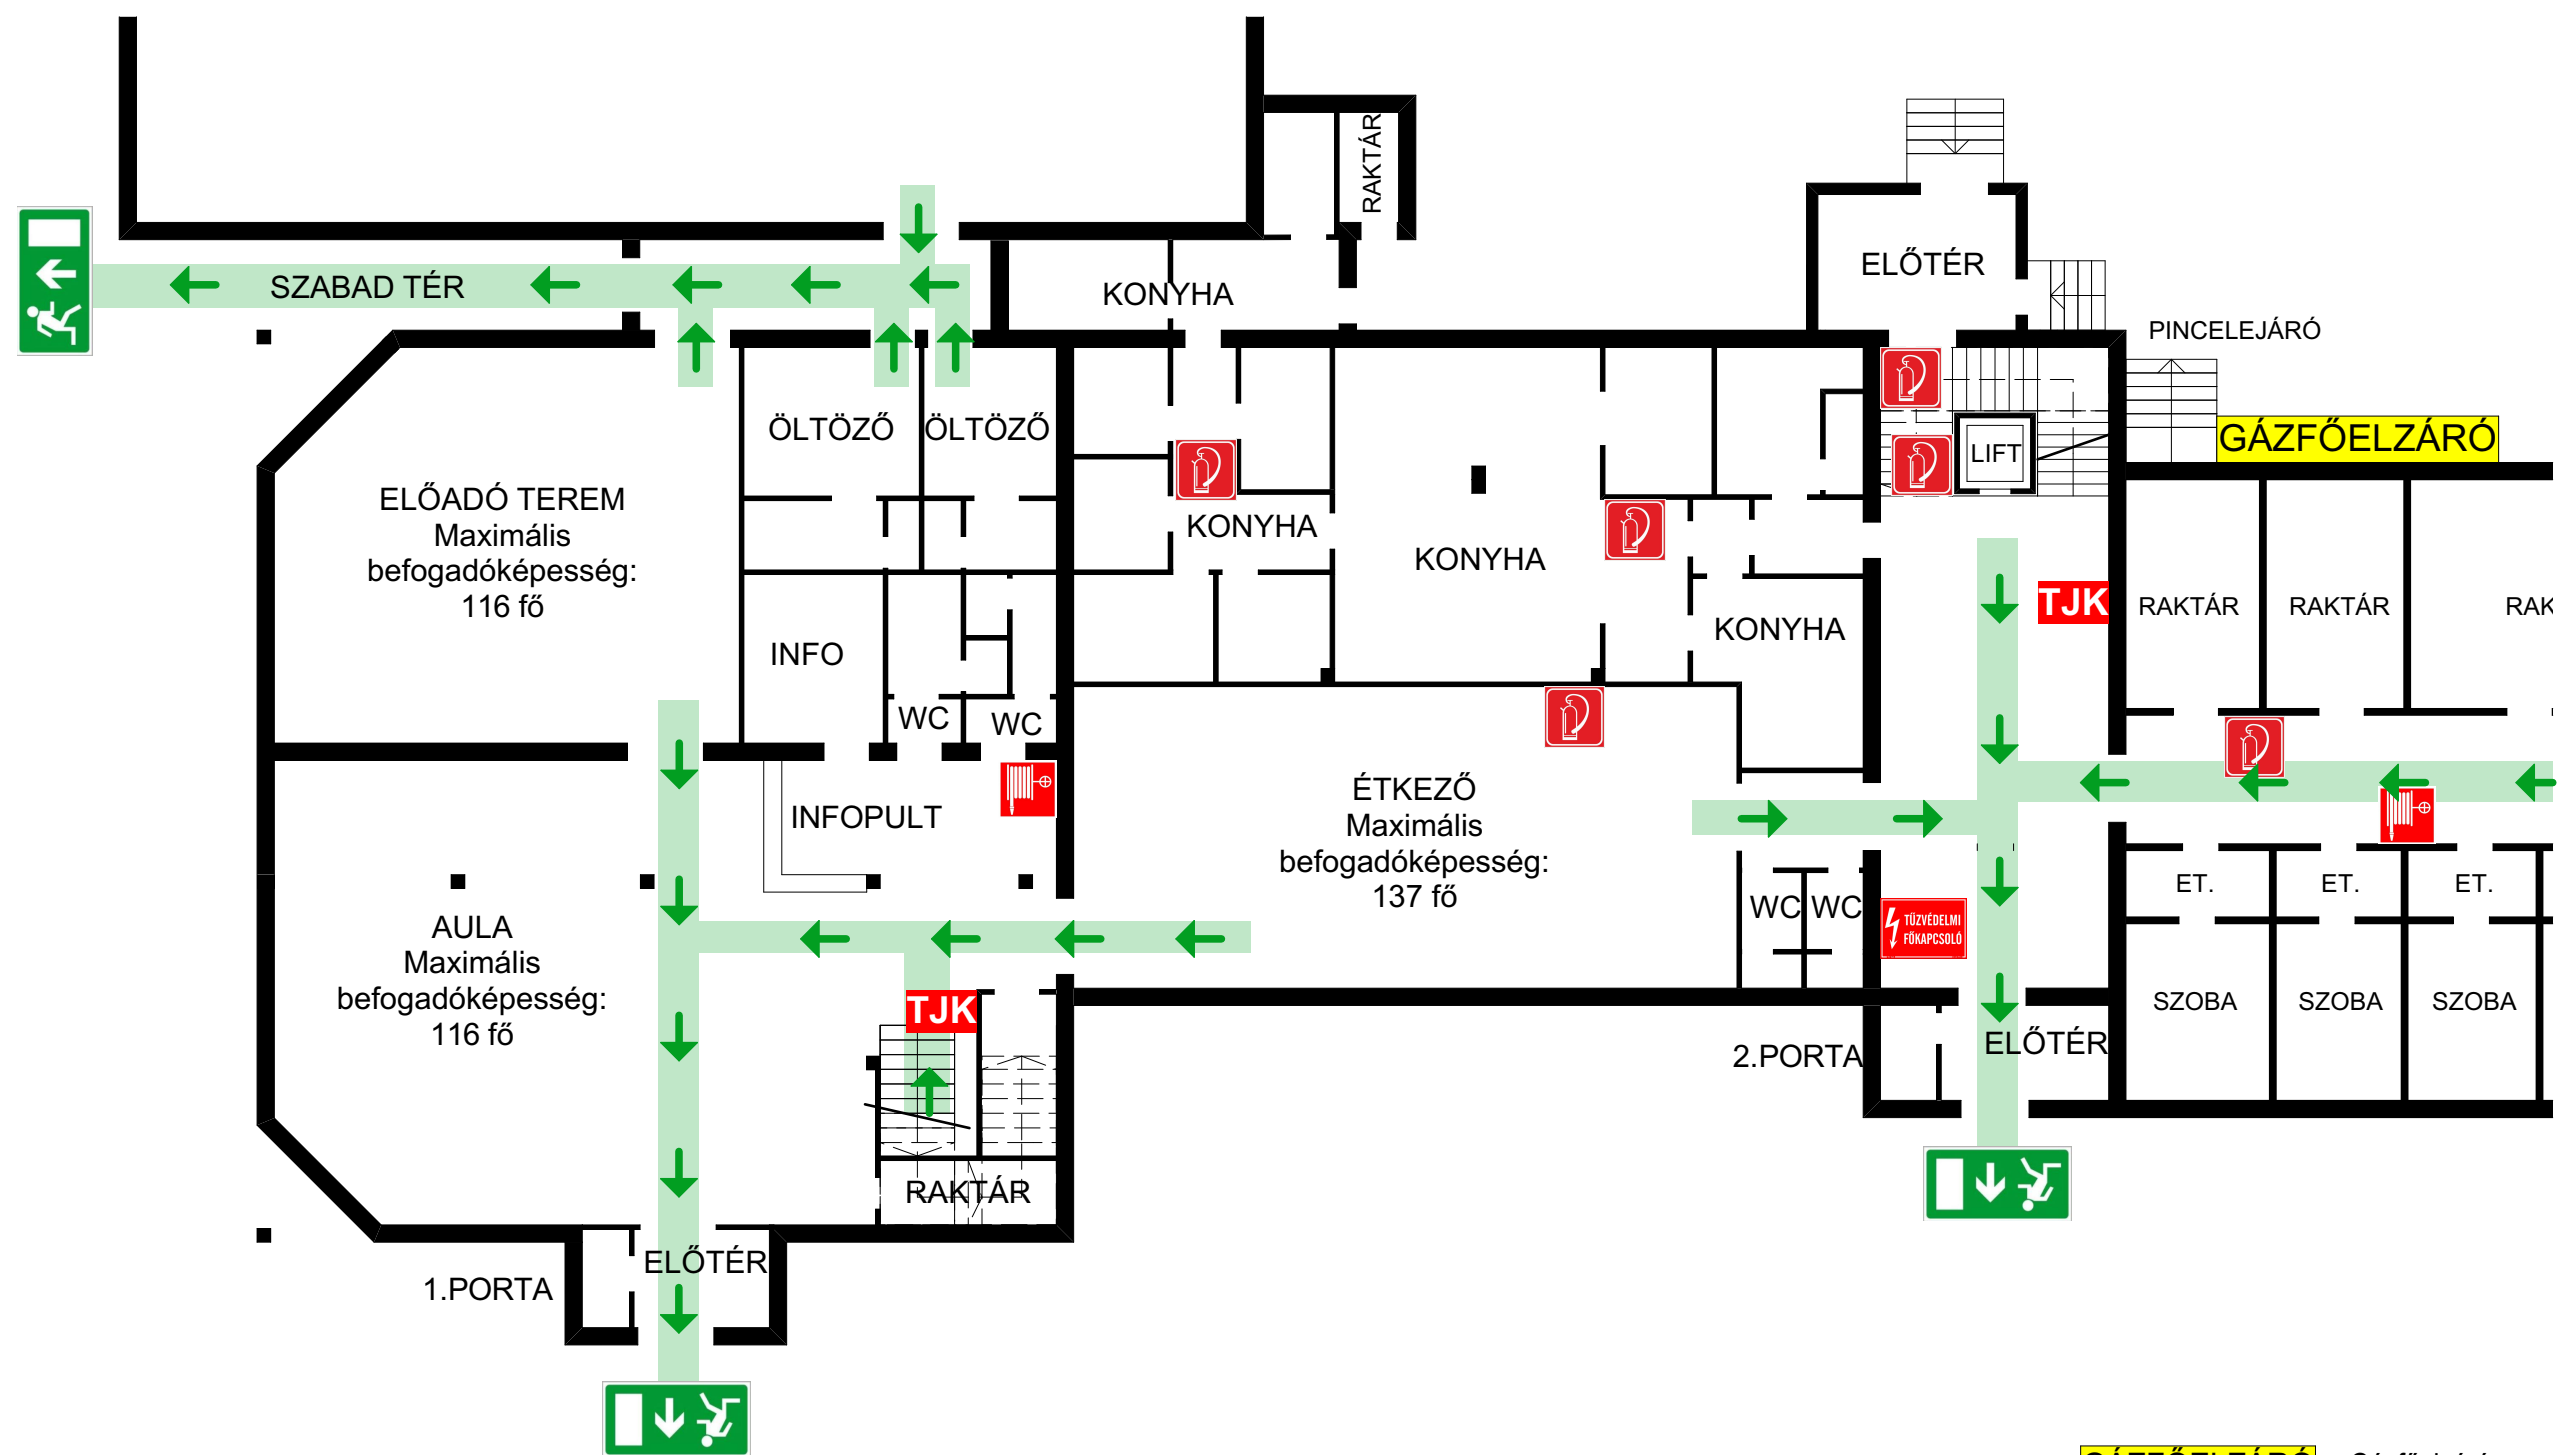 RAKTÁR
ELŐTÉR
SZABAD TÉR
KONYHA
PINCELEJÁRÓ
ÖLTÖZŐ
ÖLTÖZŐ
LIFT
GÁZFŐELZÁRÓ
ELŐADÓ TEREM
Maximális
befogadóképesség:
116 fő
KONYHA
KONYHA
TJK
RAKTÁR
RAKTÁR
RAK
KONYHA
INFO
WC
WC
INFOPULT
ÉTKEZŐ
Maximális
befogadóképesség:
137 fő
ET.
ET.
ET.
WC
WC
TŰZVÉDELMI
FŐKAPCSOLÓ
AULA
Maximális
befogadóképesség:
116 fő
TJK
SZOBA
SZOBA
SZOBA
2.PORTA
ELŐTÉR
RAKTÁR
ELŐTÉR
1.PORTA